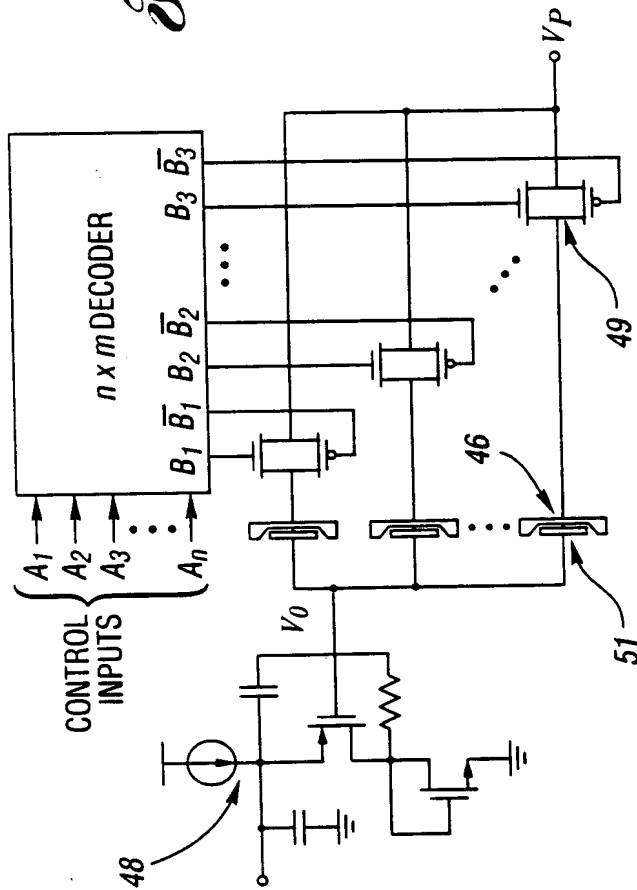 CONTROL
INPUTS
A1
A2
A3
An
n x m DECODER
B1 B̅1 B2 B̅2 B3 B̅3
V0
VP
48
46
49
51